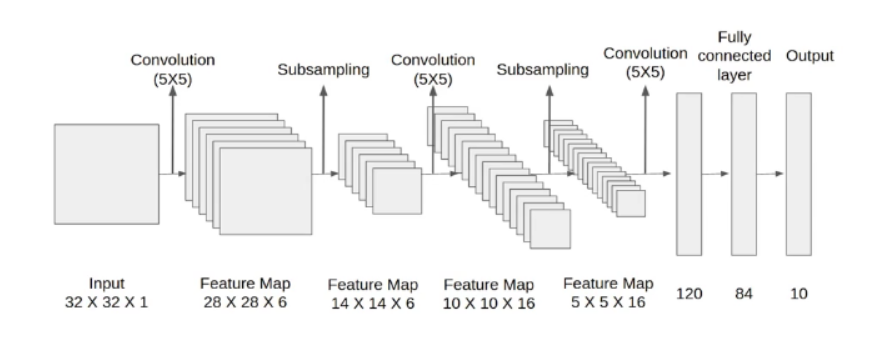 Convolution
(5X5)
Subsampling
Convolution
(5X5)
Subsampling
Convolution
(5X5)
Fully
connected
layer
Output
Input
32 X 32 X 1
Feature Map
28 X 28 X 6
Feature Map
14 X 14 X 6
Feature Map
10 X 10 X 16
Feature Map
5 X 5 X 16
120
84
10